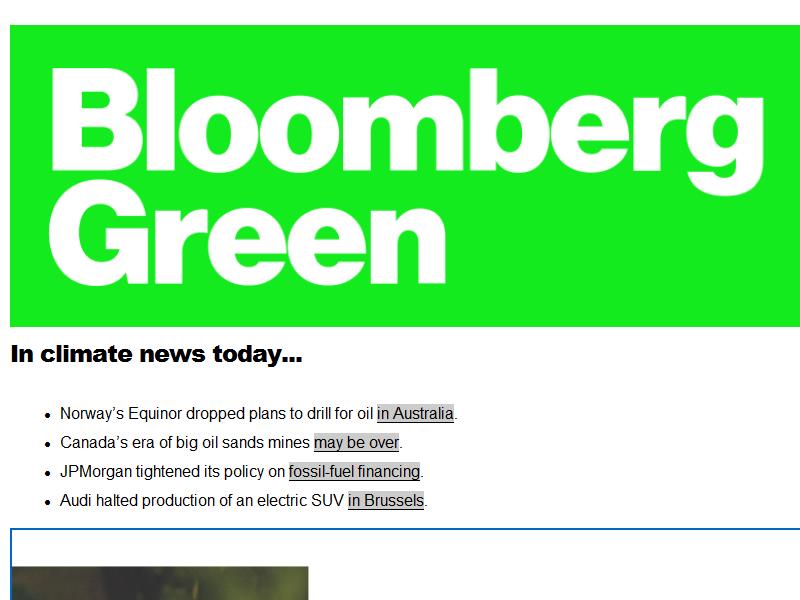 Bloomberg
Green
In climate news today...
• Norway’s Equinor dropped plans to drill for oil in Australia.
• Canada’s era of big oil sands mines may be over.
• JPMorgan tightened its policy on fossil-fuel financing.
• Audi halted production of an electric SUV in Brussels.